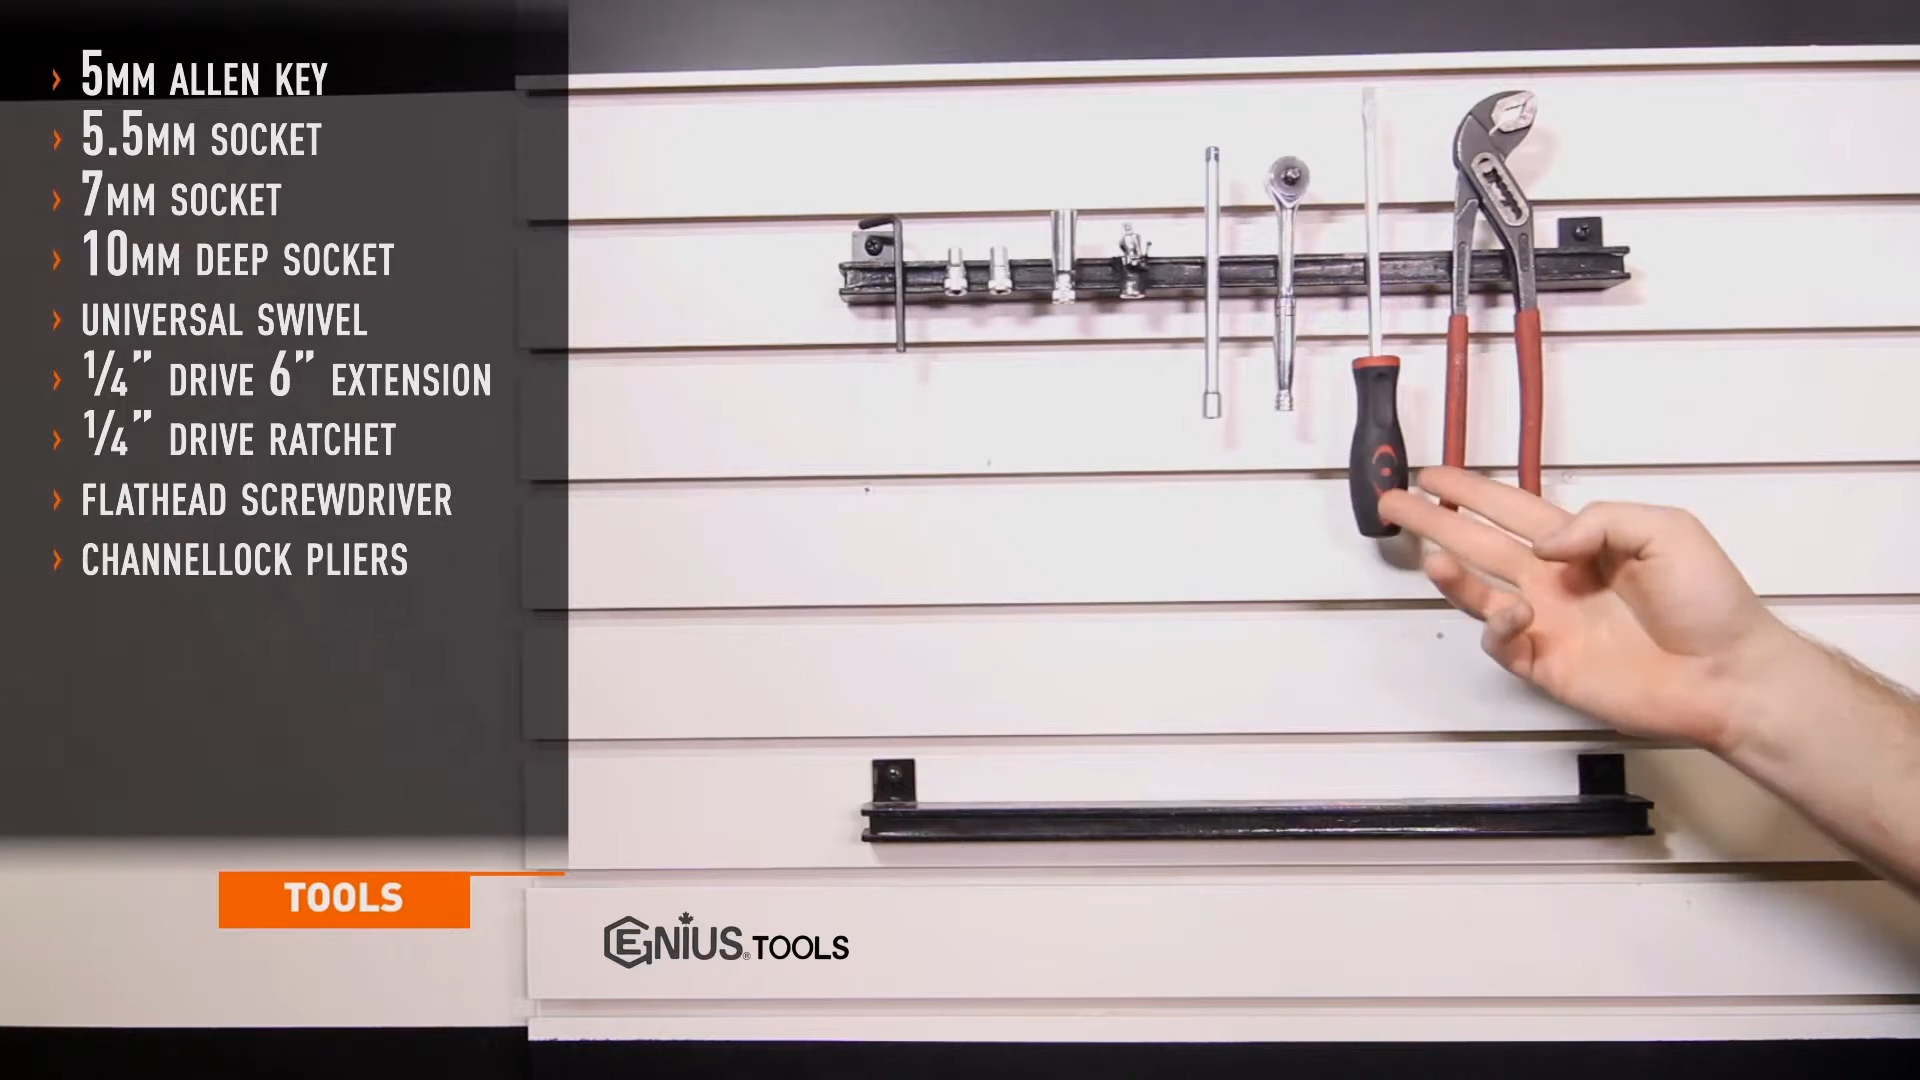 › 5MM ALLEN KEY
› 5.5MM SOCKET
› 7MM SOCKET
› 10MM DEEP SOCKET
› UNIVERSAL SWIVEL
› ¼” DRIVE 6” EXTENSION
› ¼” DRIVE RATCHET
› FLATHEAD SCREWDRIVER
› CHANNELLOCK PLIERS
TOOLS
GENIUS® TOOLS